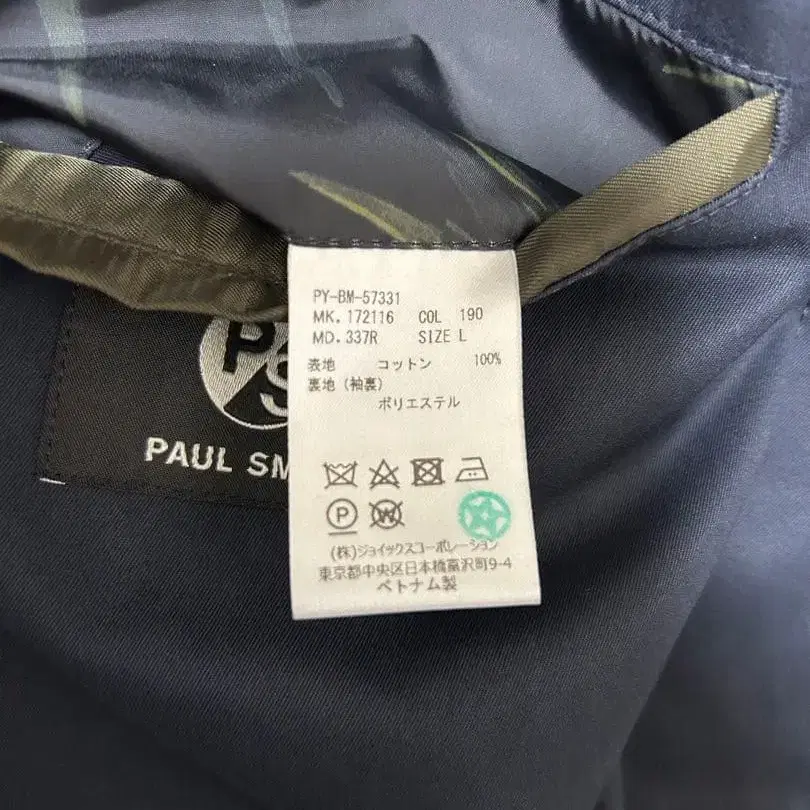 PY-BM-57331
MK. 172116 COL 190
MD. 337R SIZE L
表地 コットン 100%
裏地(袖裏)
ポリエステル
P W
(株)ジョイックスコーポレーション
東京都中央区日本橋富沢町9-4
ベトナム製
PS
PAUL SM